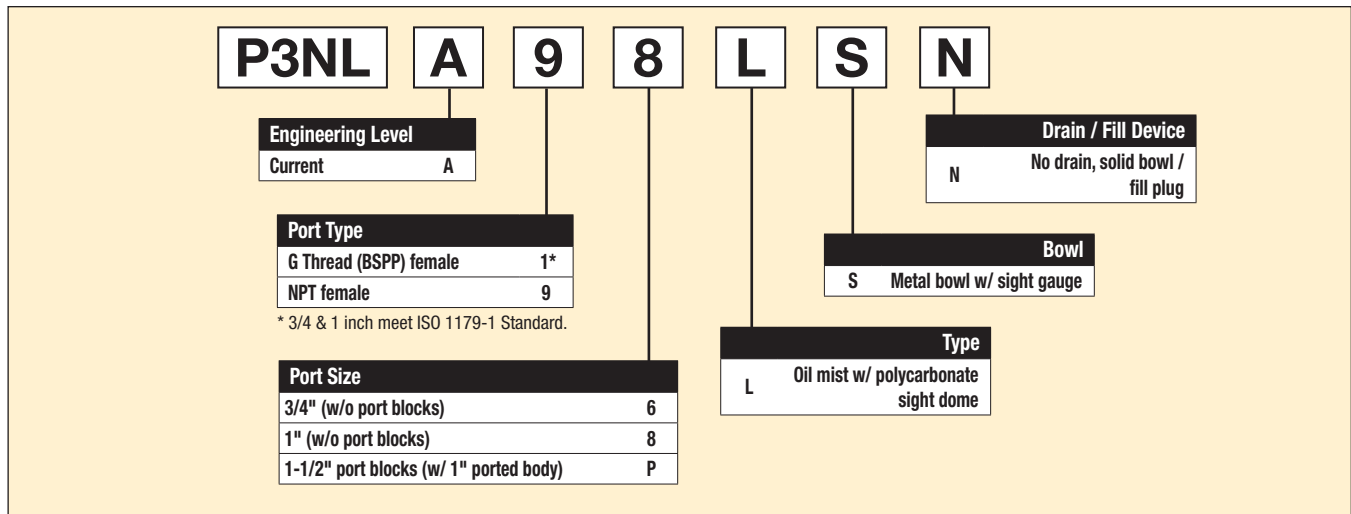 P3NL A 9 8 L S N
Engineering Level
Current A
Drain / Fill Device
N No drain, solid bowl /
fill plug
Port Type
G Thread (BSPP) female 1*
NPT female 9
* 3/4 & 1 inch meet ISO 1179-1 Standard.
Bowl
S Metal bowl w/ sight gauge
Type
L Oil mist w/ polycarbonate
sight dome
Port Size
3/4" (w/o port blocks) 6
1" (w/o port blocks) 8
1-1/2" port blocks (w/ 1" ported body) P